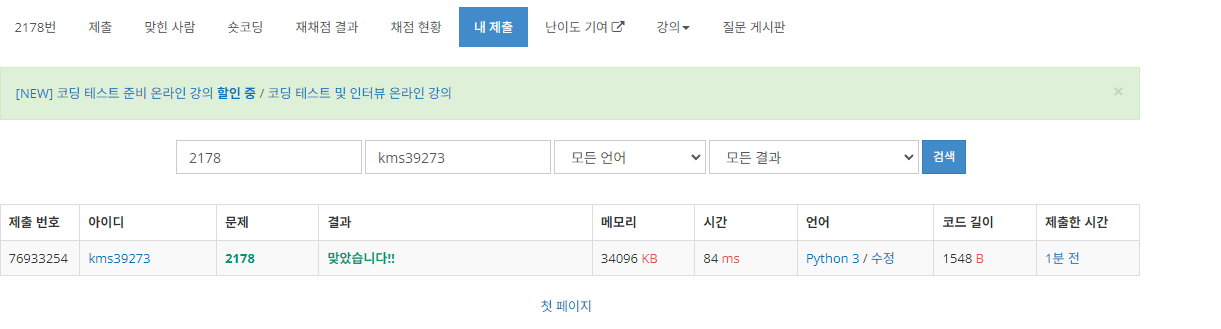 2178번 제출 맞힌 사람 숏코딩 재채점 결과 채점 현황 내 제출 난이도 기여 강의 질문 게시판
[NEW] 코딩 테스트 준비 온라인 강의 할인 중 / 코딩 테스트 및 인터뷰 온라인 강의 ×
2178 kms39273 모든 언어 모든 결과 검색
제출 번호 아이디 문제 결과 메모리 시간 언어 코드 길이 제출한 시간
76933254 kms39273 2178 맞았습니다!! 34096 KB 84 ms Python 3 / 수정 1548 B 1분 전
첫 페이지